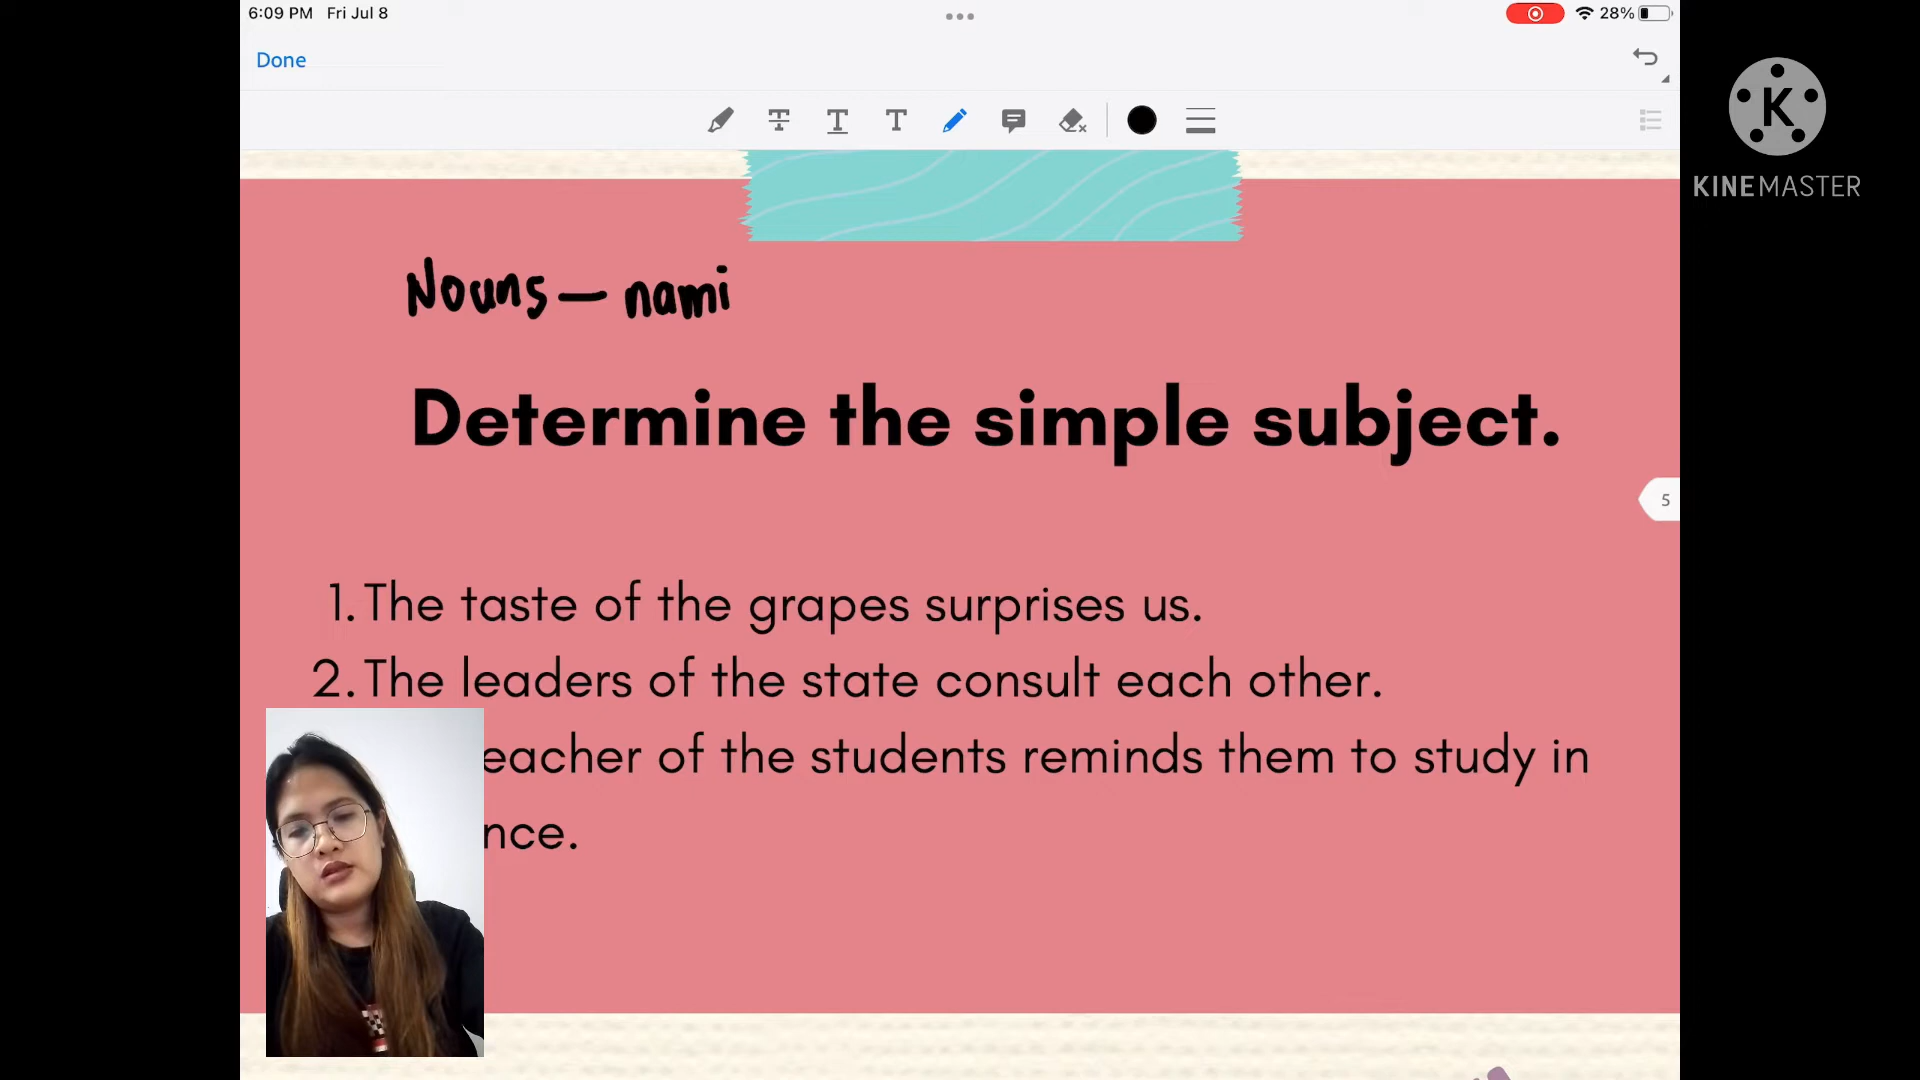 6:09 PM Fri Jul 8
28%
Done
K
KINEMASTER
Nouns — nami
Determine the simple subject.
5
1. The taste of the grapes surprises us.
2. The leaders of the state consult each other.
eacher of the students reminds them to study in
nce.